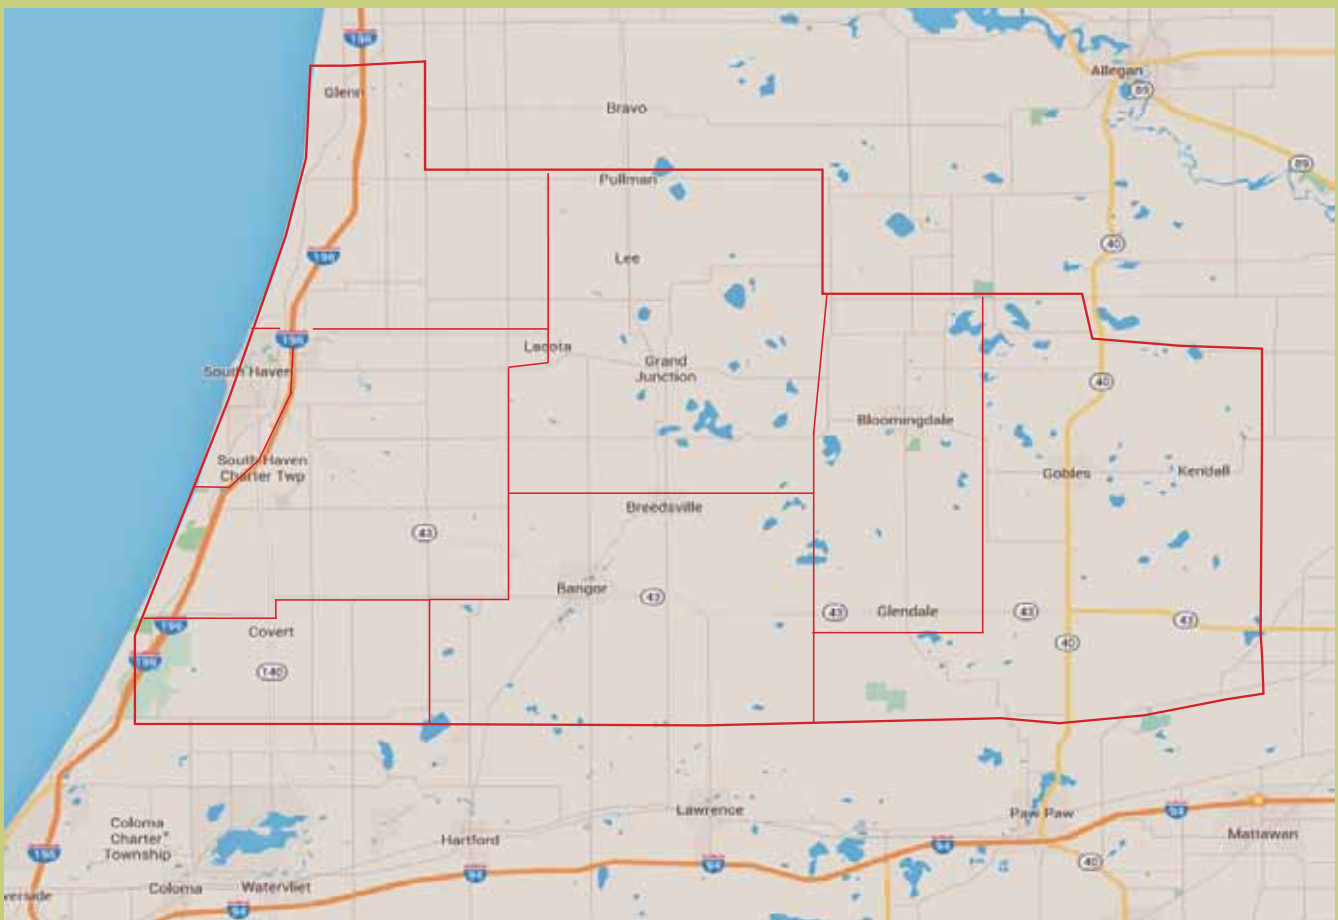 196
Glenn
Bravo
Allegan
89
89
Pullman
196
Lee
40
196
Lacota
South Haven
Grand
Junction
40
Bloomingdale
South Haven
Charter Twp
Gobles
Kendall
Breedsville
43
Bangor
43
43
Glendale
43
43
196
Covert
40
196
140
Coloma
Charter
Township
Lawrence
Paw Paw
94
Mattawan
Hartford
94
196
94
94
40
Coloma
Watervliet
verside
94